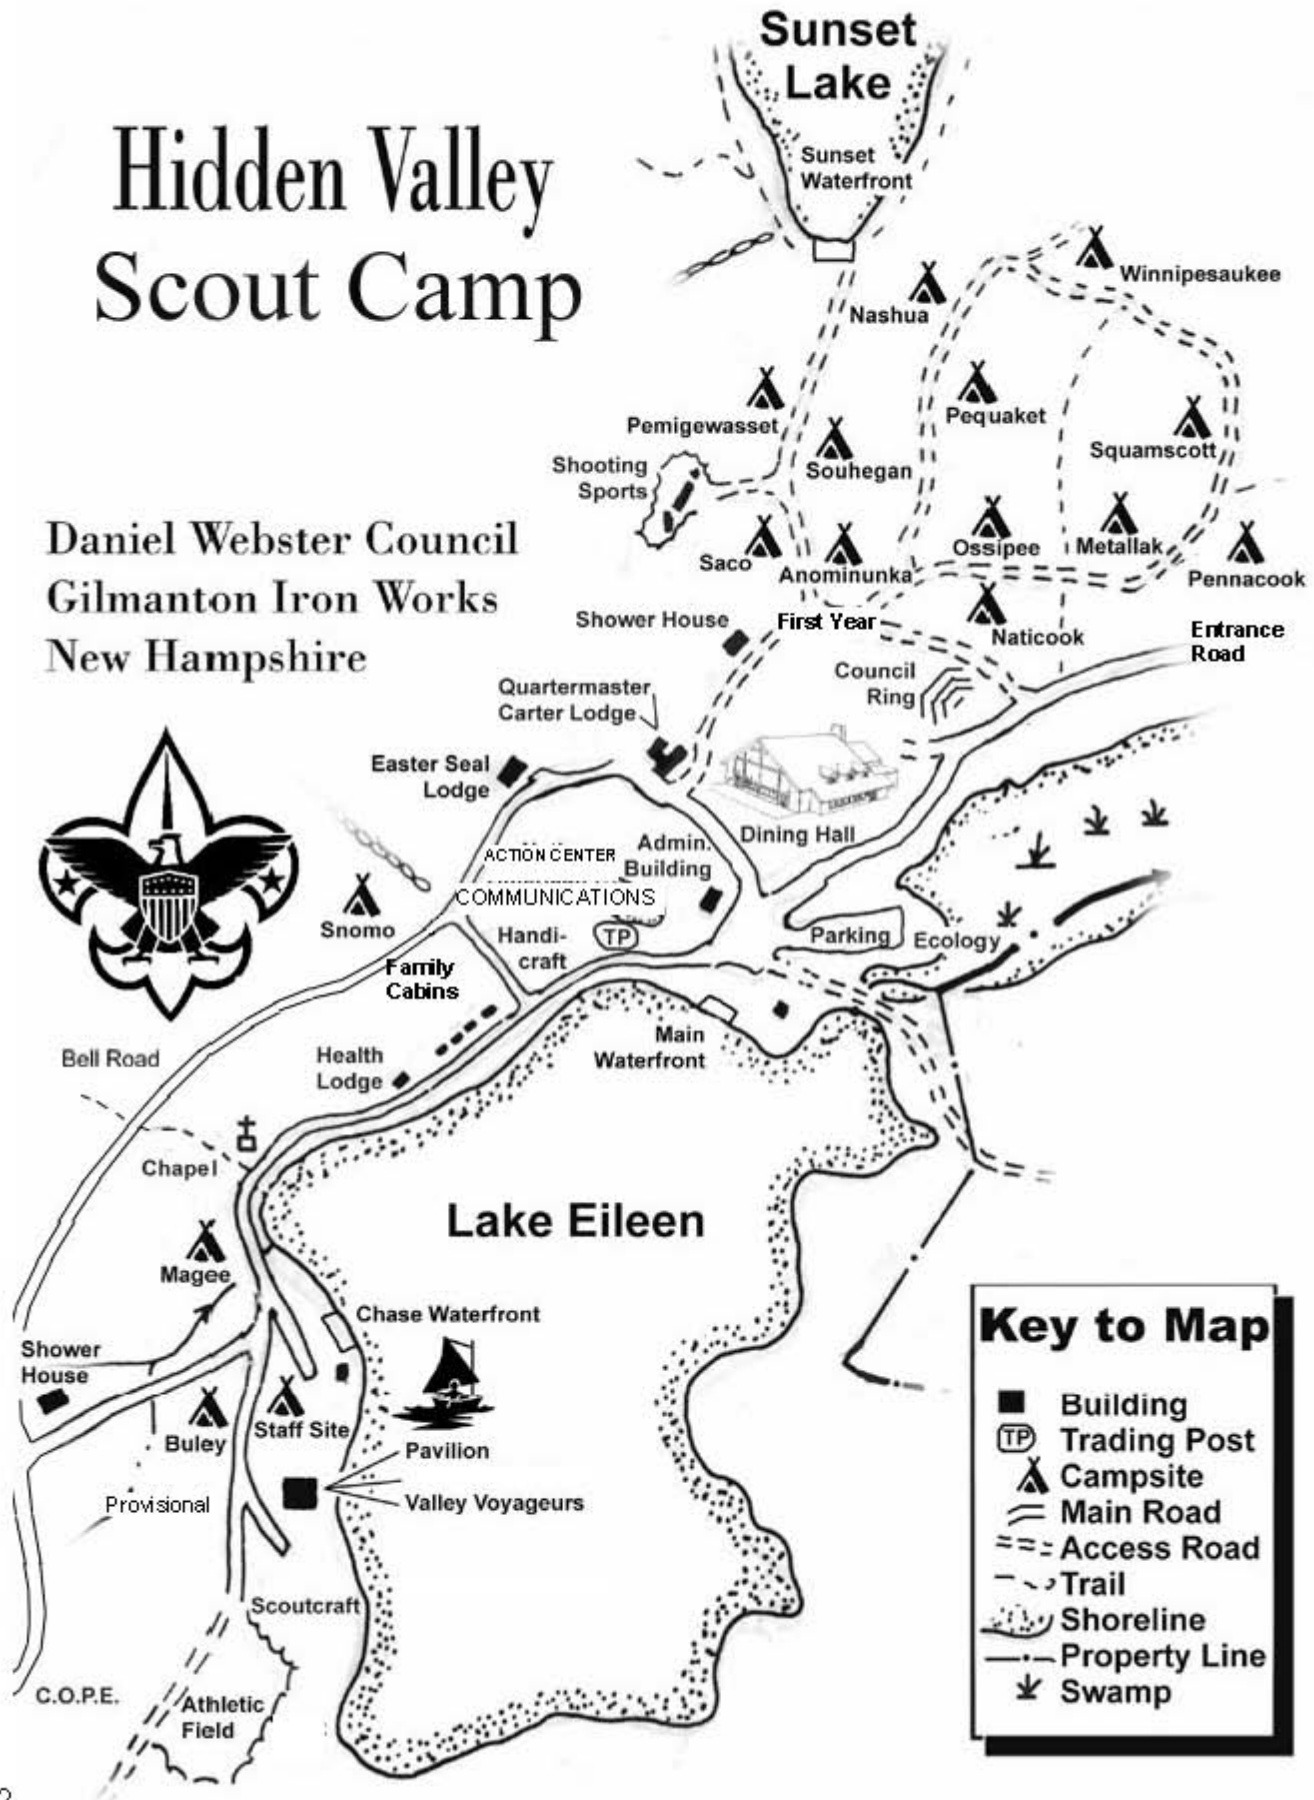 Sunset
Lake
Hidden Valley
Scout Camp
Sunset
Waterfront
Winnipesaukee
Nashua
Pequaket
Pemigewasset
Squamscott
Souhegan
Shooting
Sports
Daniel Webster Council
Gilmanton Iron Works
New Hampshire
Ossipee
Metallak
Saco
Anominunka
Pennacook
Shower House
First Year
Naticook
Entrance
Road
Council
Ring
Quartermaster
Carter Lodge
Easter Seal
Lodge
Dining Hall
ACTION CENTER
Admin.
Building
COMMUNICATIONS
Snomo
Handi-
craft
TP
Parking
Ecology
Family
Cabins
Main
Waterfront
Bell Road
Health
Lodge
Chapel
Lake Eileen
Magee
Chase Waterfront
Shower
House
Buley
Staff Site
Pavilion
Valley Voyageurs
Provisional
Scoutcraft
C.O.P.E.
Athletic
Field
Key to Map
Building
TP
Trading Post
Campsite
Main Road
Access Road
Trail
Shoreline
Property Line
Swamp